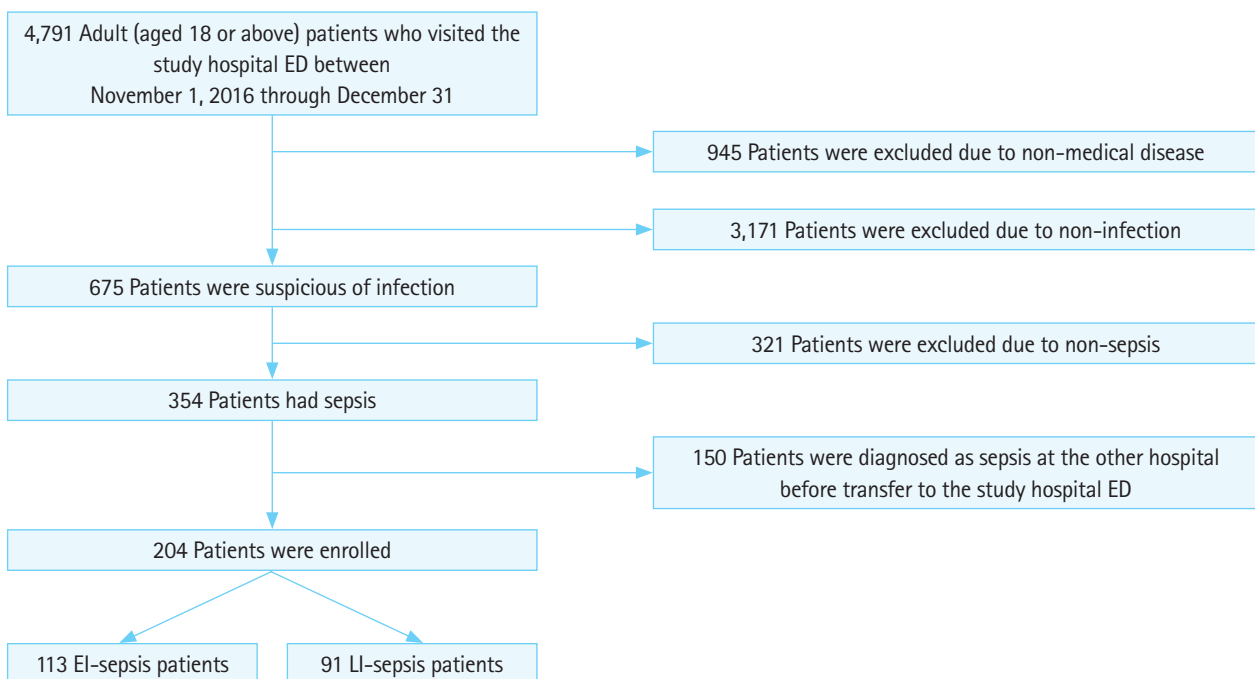 4,791 Adult (aged 18 or above) patients who visited the
study hospital ED between
November 1, 2016 through December 31
945 Patients were excluded due to non-medical disease
3,171 Patients were excluded due to non-infection
675 Patients were suspicious of infection
321 Patients were excluded due to non-sepsis
354 Patients had sepsis
150 Patients were diagnosed as sepsis at the other hospital
before transfer to the study hospital ED
204 Patients were enrolled
113 EI-sepsis patients
91 LI-sepsis patients